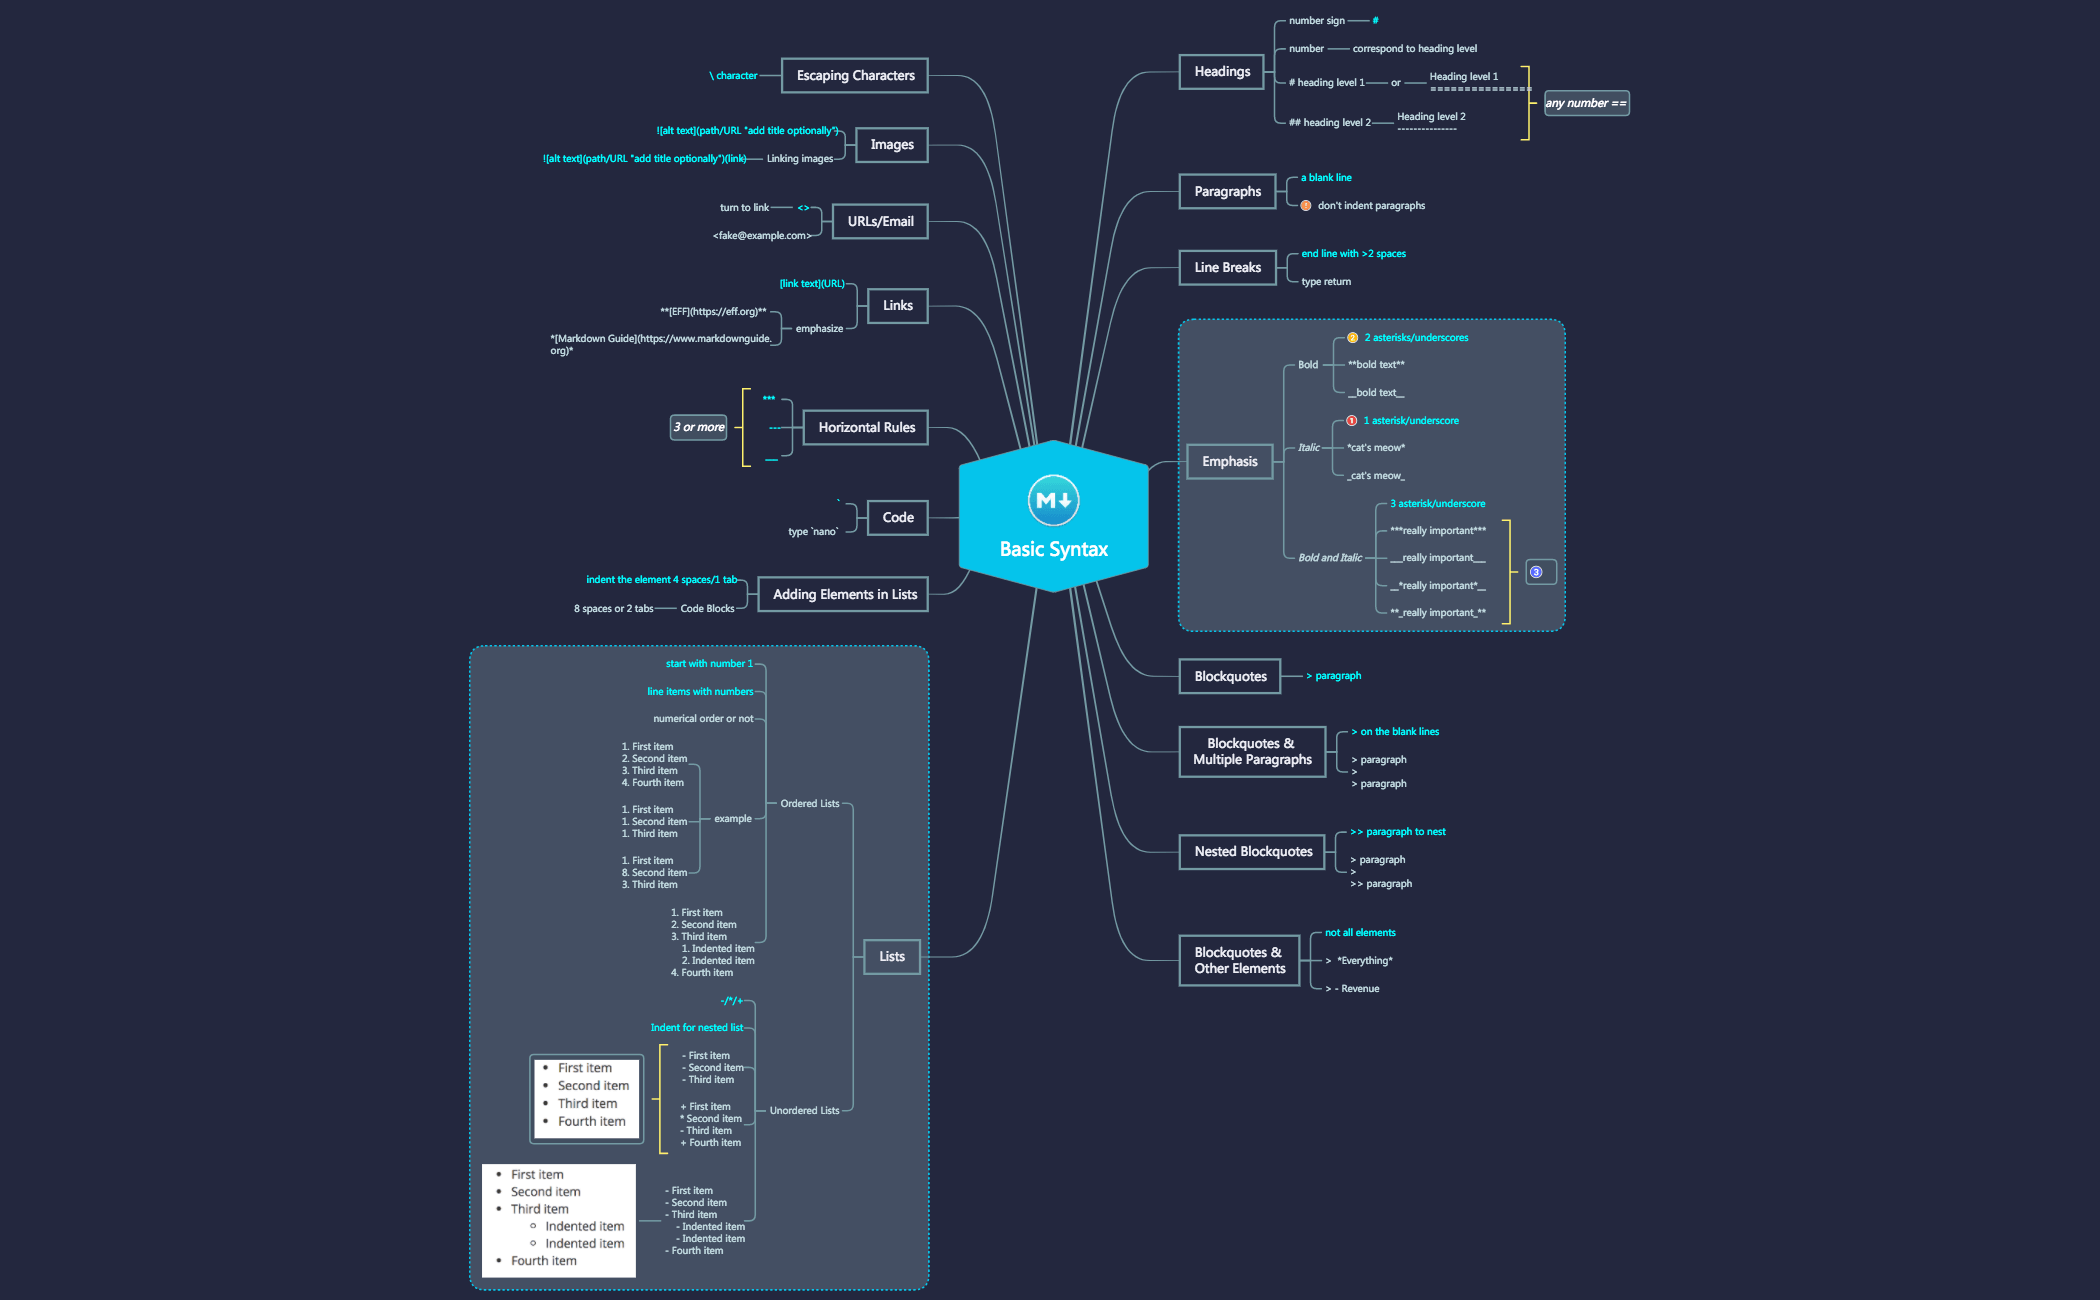 Basic Syntax
Headings
number sign
#
number
correspond to heading level
# heading level 1
or
Heading level 1
===============
## heading level 2
Heading level 2
---------------
any number ==
Paragraphs
a blank line
!
don't indent paragraphs
Line Breaks
end line with >2 spaces
type return
Emphasis
Bold
2
2 asterisks/underscores
**bold text**
__bold text__
Italic
1
1 asterisk/underscore
*cat's meow*
_cat's meow_
Bold and Italic
3 asterisk/underscore
***really important***
___really important___
__*really important*__
**_really important_**
3
Blockquotes
> paragraph
Blockquotes &
Multiple Paragraphs
> on the blank lines
> paragraph
>
> paragraph
Nested Blockquotes
>> paragraph to nest
> paragraph
>
>> paragraph
Blockquotes &
Other Elements
not all elements
> *Everything*
> - Revenue
Escaping Characters
\ character
Images
![alt text](path/URL "add title optionally")
Linking images
![alt text](path/URL "add title optionally")(link)
URLs/Email
<>
turn to link
<fake@example.com>
Links
[link text](URL)
emphasize
**[EFF](https://eff.org)**
*[Markdown Guide](https://www.markdownguide.
org)*
Horizontal Rules
***
---
___
3 or more
Code
`
type `nano`
Adding Elements in Lists
indent the element 4 spaces/1 tab
Code Blocks
8 spaces or 2 tabs
Lists
Ordered Lists
start with number 1
line items with numbers
numerical order or not
example
1. First item
2. Second item
3. Third item
4. Fourth item
1. First item
1. Second item
1. Third item
1. First item
8. Second item
3. Third item
1. First item
2. Second item
3. Third item
1. Indented item
2. Indented item
4. Fourth item
Unordered Lists
-/*/+
Indent for nested list
- First item
- Second item
- Third item
+ First item
* Second item
- Third item
+ Fourth item
• First item
• Second item
• Third item
• Fourth item
- First item
- Second item
- Third item
- Indented item
- Indented item
- Fourth item
• First item
• Second item
• Third item
○ Indented item
○ Indented item
• Fourth item